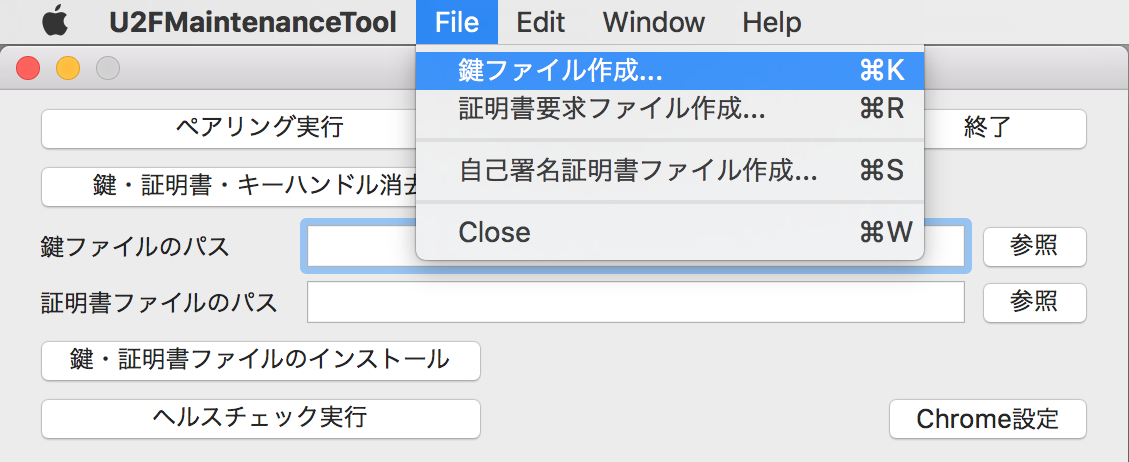 U2FMaintenanceTool File Edit Window Help
鍵ファイル作成... ⌘K
証明書要求ファイル作成... ⌘R
自己署名証明書ファイル作成... ⌘S
Close ⌘W
ペアリング実行 終了
鍵・証明書・キーハンドル消去
鍵ファイルのパス 参照
証明書ファイルのパス 参照
鍵・証明書ファイルのインストール
ヘルスチェック実行 Chrome設定